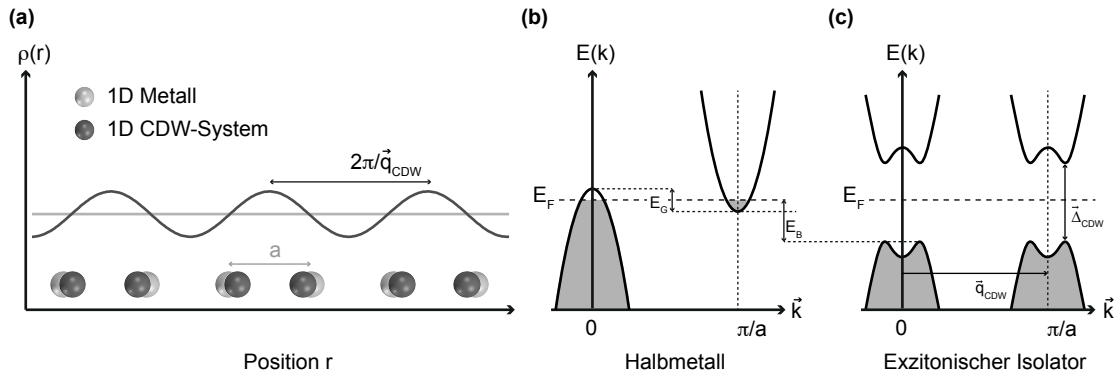 (a)
ρ(r)
1D Metall
1D CDW-System
2π/q⃗CDW
a
Position r
(b)
E(k)
EF
EG
EB
0
π/a
k⃗
Halbmetall
(c)
E(k)
EF
Δ⃗CDW
q⃗CDW
0
π/a
k⃗
Exzitonischer Isolator